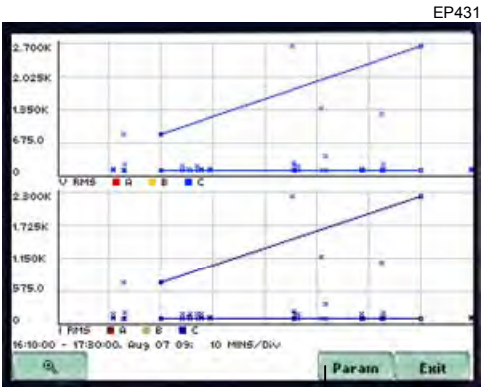 EP431
2.700K
2.025K
1.350K
675.0
0
V RMS A B C
2.300K
1.725K
1.150K
575.0
0
I RMS A B C
16:10:00 - 17:30:00, Aug 07 09: 10 MINS/Div
Param Exit